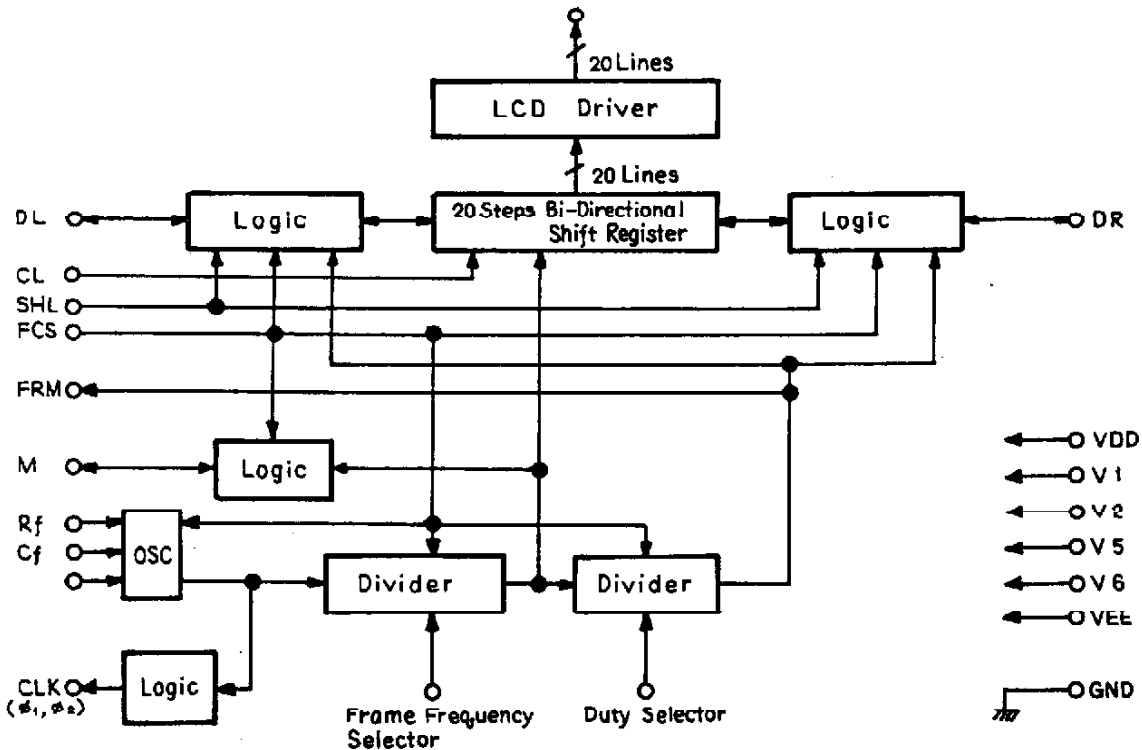 20 Lines
LCD Driver
20 Lines
DL
Logic
20 Steps Bi-Directional
Shift Register
Logic
DR
CL
SHL
FCS
FRM
M
Logic
VDD
V1
V2
V5
V6
VEE
GND
Rf
Cf
OSC
Divider
Divider
CLK
(ø1, ø2)
Logic
Frame Frequency
Selector
Duty Selector